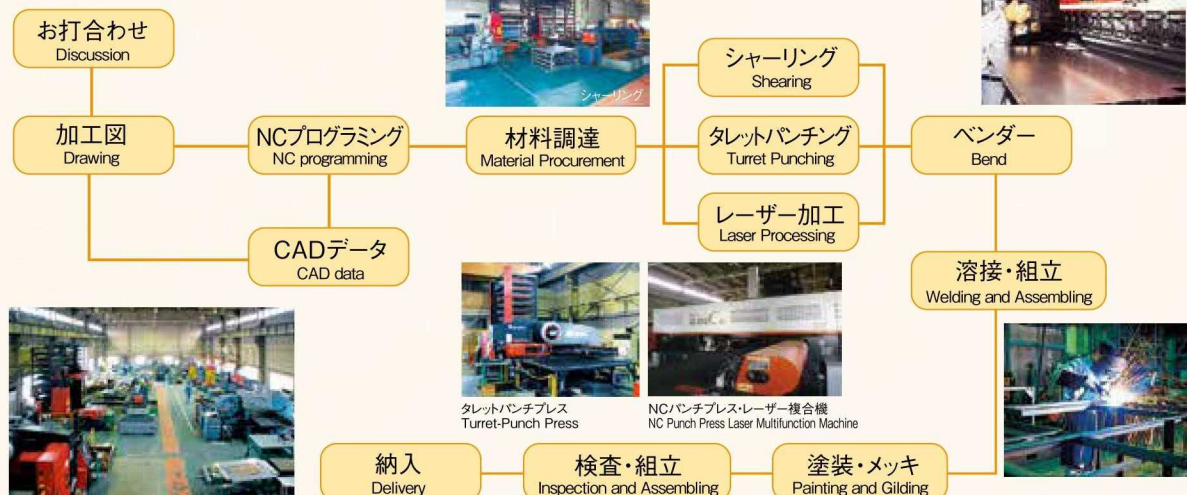 お打合わせ
Discussion
加工図
Drawing
NCプログラミング
NC programming
CADデータ
CAD data
材料調達
Material Procurement
シャーリング
シャーリング
Shearing
タレットパンチング
Turret Punching
レーザー加工
Laser Processing
ベンダー
Bend
溶接・組立
Welding and Assembling
タレットパンチプレス
Turret-Punch Press
NCパンチプレス・レーザー複合機
NC Punch Press Laser Multifunction Machine
塗装・メッキ
Painting and Gilding
検査・組立
Inspection and Assembling
納入
Delivery